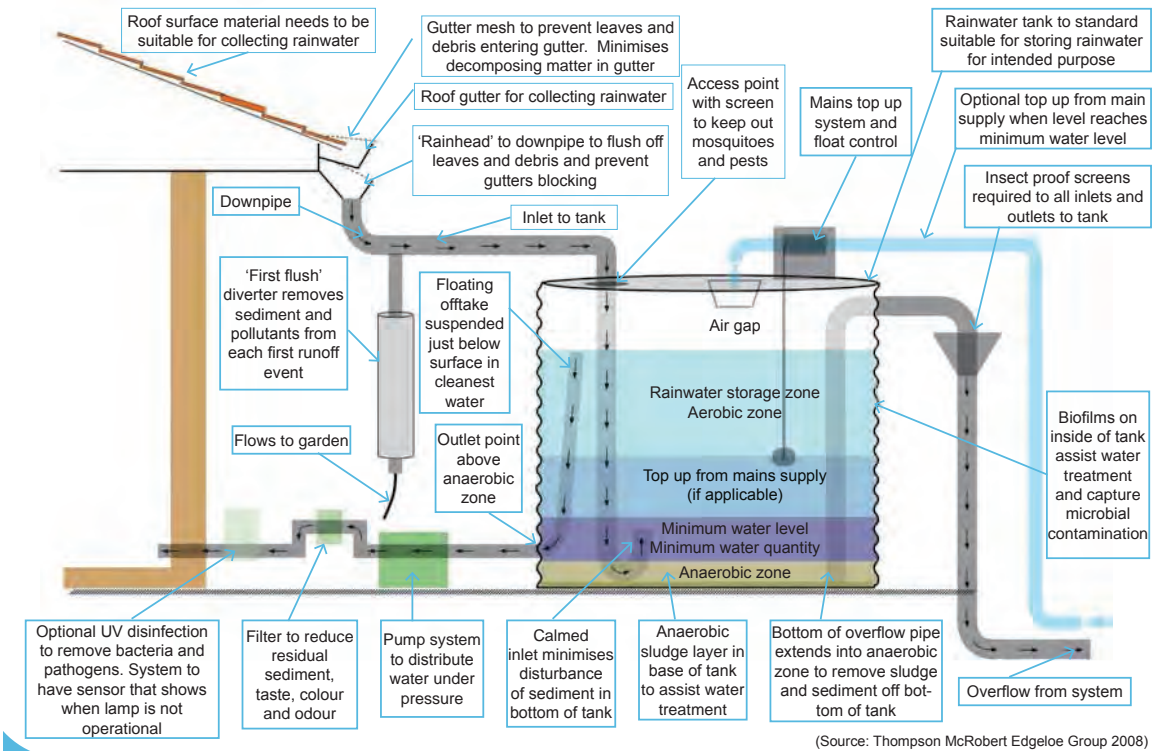 Roof surface material needs to be
suitable for collecting rainwater
Gutter mesh to prevent leaves and
debris entering gutter. Minimises
decomposing matter in gutter
Roof gutter for collecting rainwater
'Rainhead' to downpipe to flush off
leaves and debris and prevent
gutters blocking
Access point
with screen
to keep out
mosquitoes
and pests
Mains top up
system and
float control
Rainwater tank to standard
suitable for storing rainwater
for intended purpose
Optional top up from main
supply when level reaches
minimum water level
Insect proof screens
required to all inlets and
outlets to tank
Downpipe
Inlet to tank
'First flush'
diverter removes
sediment and
pollutants from
each first runoff
event
Floating
offtake
suspended
just below
surface in
cleanest
water
Air gap
Rainwater storage zone
Aerobic zone
Biofilms on
inside of tank
assist water
treatment
and capture
microbial
contamination
Flows to garden
Outlet point
above
anaerobic
zone
Top up from mains supply
(if applicable)
Minimum water level
Minimum water quantity
Anaerobic zone
Optional UV disinfection
to remove bacteria and
pathogens. System to
have sensor that shows
when lamp is not
operational
Filter to reduce
residual
sediment,
taste, colour
and odour
Pump system
to distribute
water under
pressure
Calmed
inlet minimises
disturbance
of sediment in
bottom of tank
Anaerobic
sludge layer in
base of tank
to assist water
treatment
Bottom of overflow pipe
extends into anaerobic
zone to remove sludge
and sediment off bot-
tom of tank
Overflow from system
(Source: Thompson McRobert Edgeloe Group 2008)